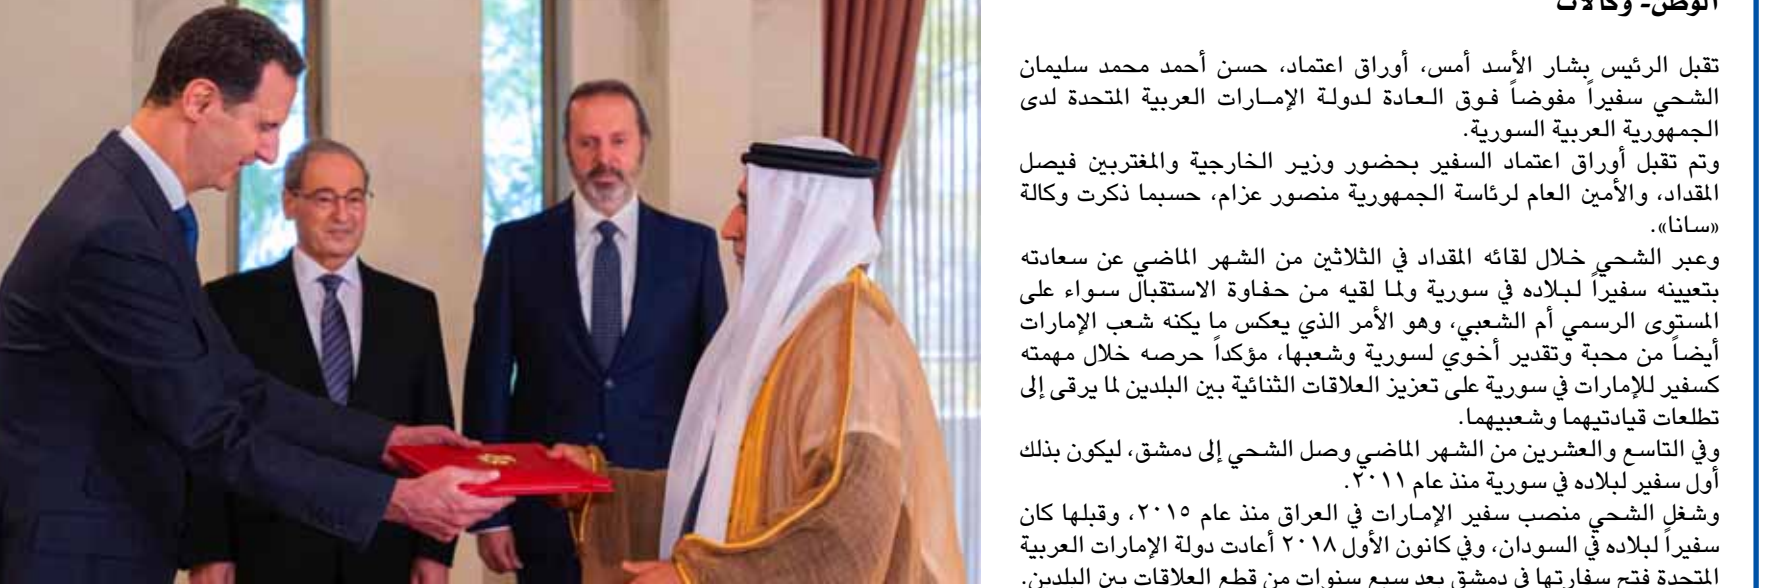 الوطن- وكالات
تقبل الرئيس بشار الأسد أمس، أوراق اعتماد، حسن أحمد محمد سليمان
الشحي سفيراً مفوضاً فوق العادة لدولة الإمارات العربية المتحدة لدى
الجمهورية العربية السورية.
وتم تقبل أوراق اعتماد السفير بحضور وزير الخارجية والمغتربين فيصل
المقداد، والأمين العام لرئاسة الجمهورية منصور عزام، حسبما ذكرت وكالة
«سانا».
وعبر الشحي خلال لقائه المقداد في الثلاثين من الشهر الماضي عن سعادته
بتعيينه سفيراً لبلاده في سورية ولما لقيه من حفاوة الاستقبال سواء على
المستوى الرسمي أم الشعبي، وهو الأمر الذي يعكس ما يكنه شعب الإمارات
أيضاً من محبة وتقدير أخوي لسورية وشعبها، مؤكداً حرصه خلال مهمته
كسفير للإمارات في سورية على تعزيز العلاقات الثنائية بين البلدين لما يرقى إلى
تطلعات قيادتيهما وشعبيهما.
وفي التاسع والعشرين من الشهر الماضي وصل الشحي إلى دمشق، ليكون بذلك
أول سفير لبلاده في سورية منذ عام ٢٠١١.
وشغل الشحي منصب سفير الإمارات في العراق منذ عام ٢٠١٥، وقبلها كان
سفيراً لبلاده في السودان، وفي كانون الأول ٢٠١٨ أعادت دولة الإمارات العربية
المتحدة فتح سفارتها في دمشق بعد سبع سنوات من قطع العلاقات بين البلدين.